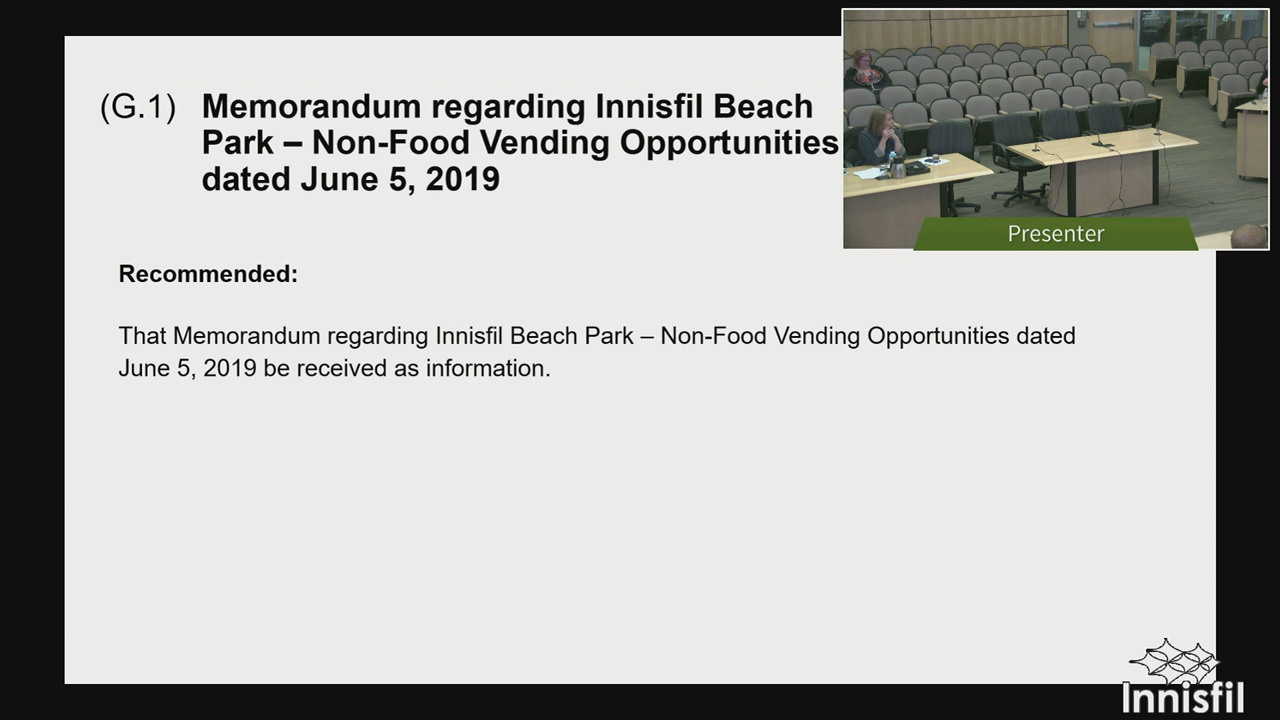 (G.1) Memorandum regarding Innisfil Beach
Park – Non-Food Vending Opportunities
dated June 5, 2019
Presenter
Recommended:
That Memorandum regarding Innisfil Beach Park – Non-Food Vending Opportunities dated
June 5, 2019 be received as information.
Innisfil